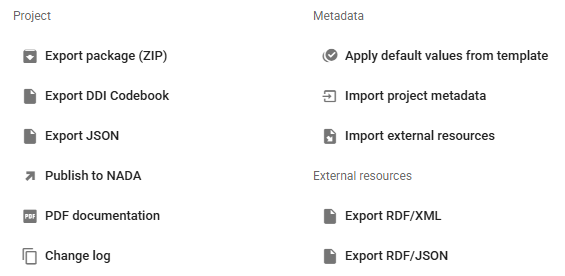 Project
Export package (ZIP)
Export DDI Codebook
Export JSON
Publish to NADA
PDF PDF documentation
Change log
Metadata
Apply default values from template
Import project metadata
Import external resources
External resources
Export RDF/XML
Export RDF/JSON